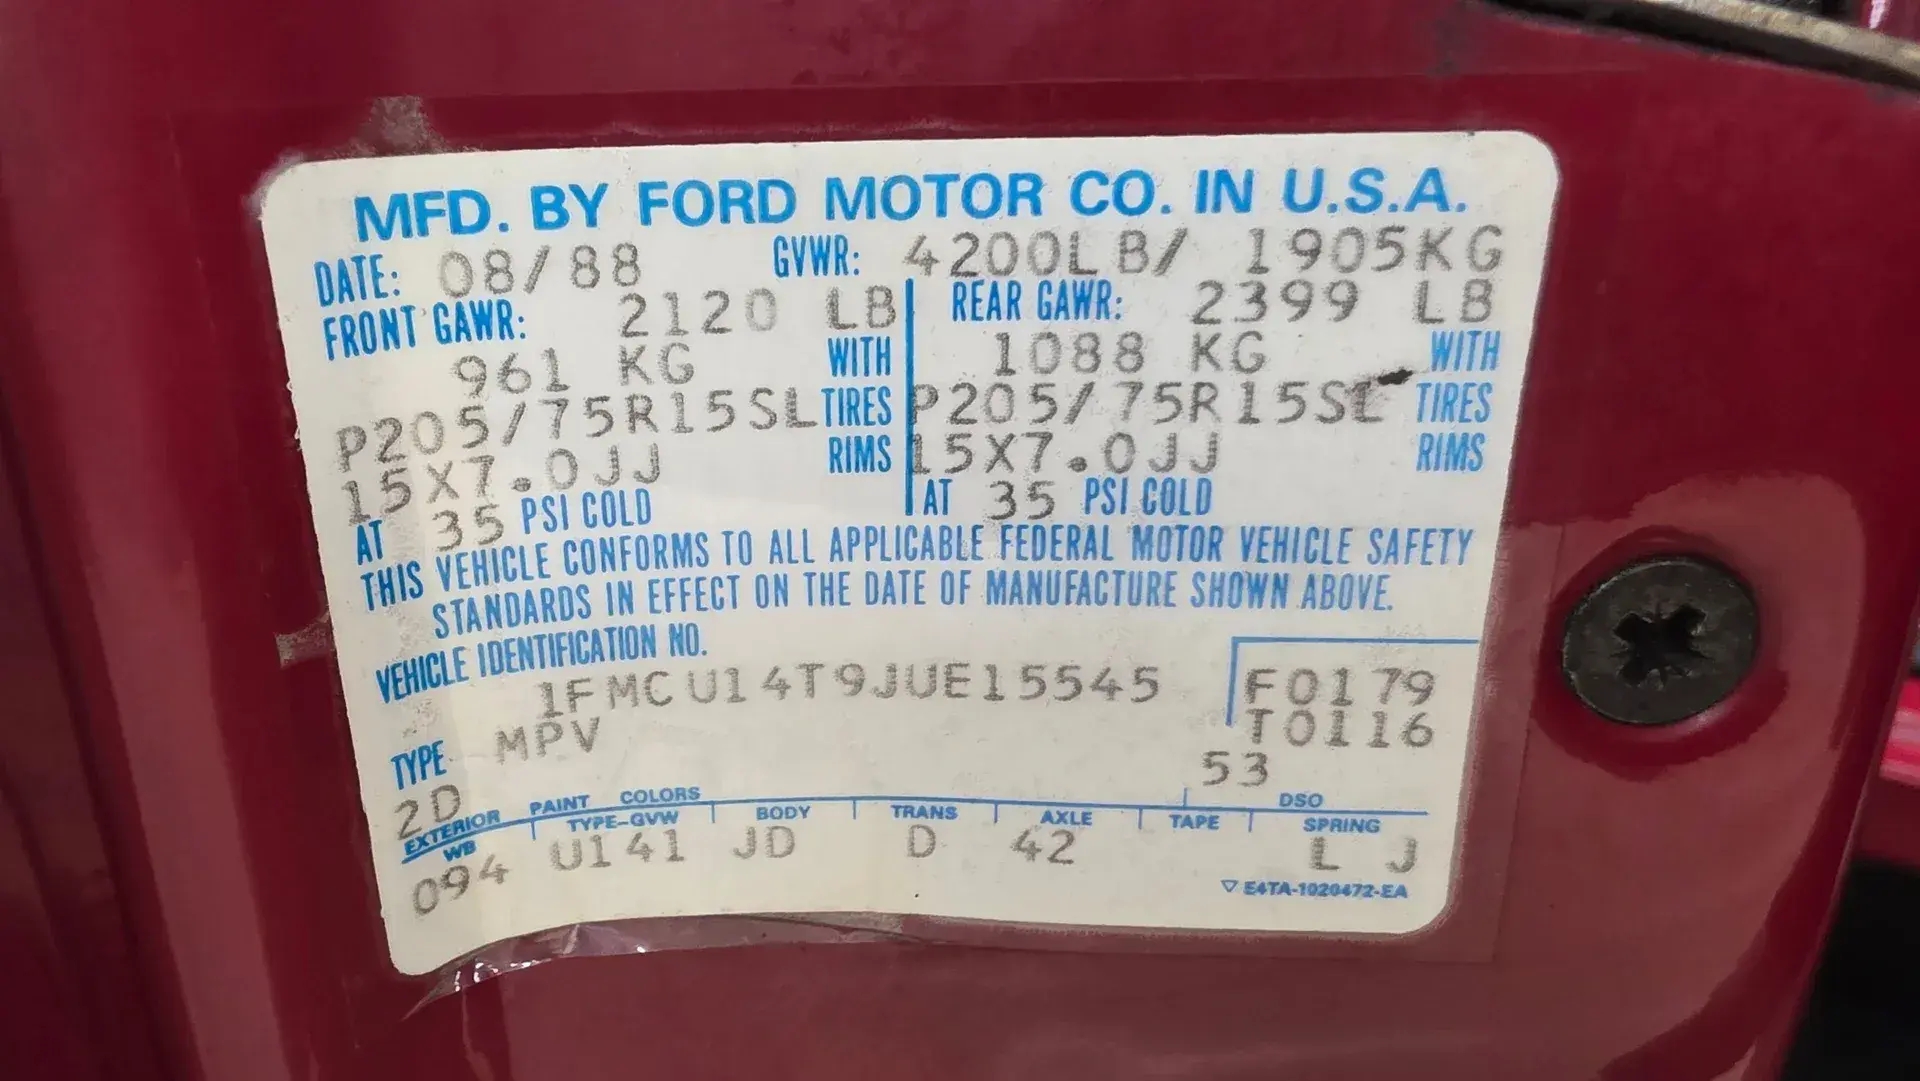 MFD. BY FORD MOTOR CO. IN U.S.A.
DATE: 08/88 GVWR: 4200LB/ 1905KG
FRONT GAWR: 2120 LB REAR GAWR: 2399 LB
961 KG WITH 1088 KG WITH
P205/75R15SL TIRES P205/75R15SL TIRES
15X7.0JJ RIMS 15X7.0JJ RIMS
AT 35 PSI COLD AT 35 PSI COLD
THIS VEHICLE CONFORMS TO ALL APPLICABLE FEDERAL MOTOR VEHICLE SAFETY
STANDARDS IN EFFECT ON THE DATE OF MANUFACTURE SHOWN ABOVE.
VEHICLE IDENTIFICATION NO.
1FMCU14T9JUE15545 F0179
TYPE MPV T0116
2D 53
EXTERIOR PAINT COLORS DSO
WB TYPE-GVW BODY TRANS AXLE TAPE SPRING
094 U141 JD D 42 L J
▽ E4TA-1020472-EA